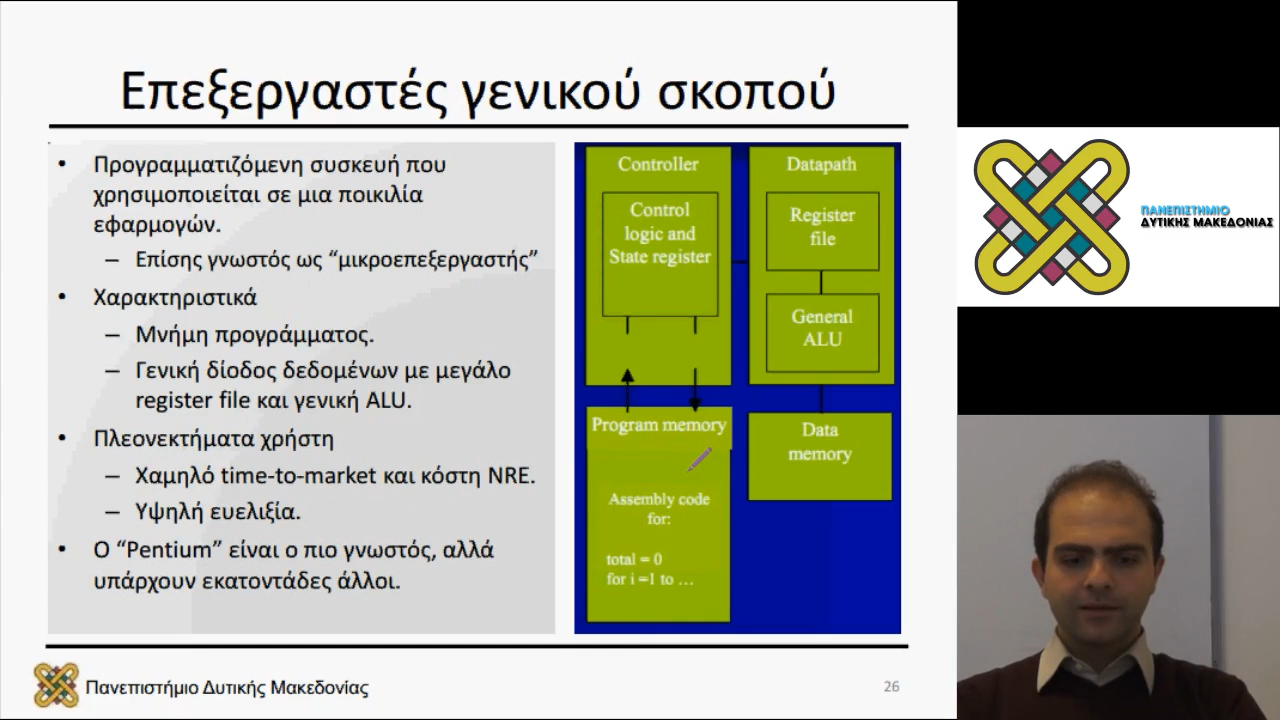 Επεξεργαστές γενικού σκοπού
• Προγραμματιζόμενη συσκευή που
χρησιμοποιείται σε μια ποικιλία
εφαρμογών.
– Επίσης γνωστός ως “μικροεπεξεργαστής”
• Χαρακτηριστικά
– Μνήμη προγράμματος.
– Γενική δίοδος δεδομένων με μεγάλο
register file και γενική ALU.
• Πλεονεκτήματα χρήστη
– Χαμηλό time-to-market και κόστη NRE.
– Υψηλή ευελιξία.
• Ο “Pentium” είναι ο πιο γνωστός, αλλά
υπάρχουν εκατοντάδες άλλοι.
Controller
Control
logic and
State register
Datapath
Register
file
General
ALU
Program memory
Assembly code
for:
total = 0
for i =1 to …
Data
memory
Πανεπιστήμιο Δυτικής Μακεδονίας
26
ΠΑΝΕΠΙΣΤΗΜΙΟ
ΔΥΤΙΚΗΣ ΜΑΚΕΔΟΝΙΑΣ